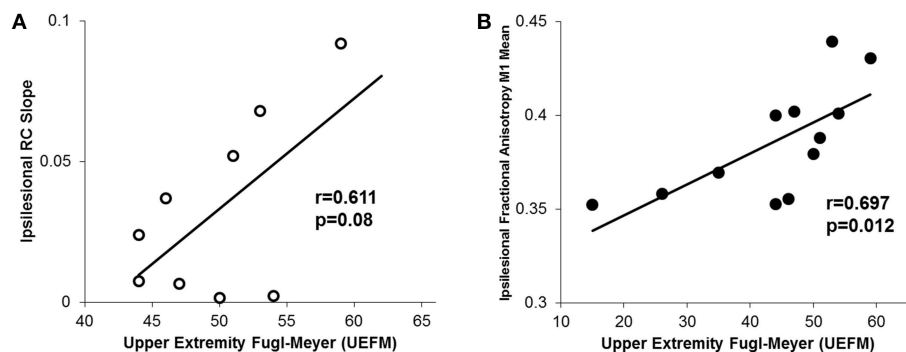 A
Ipsilesional RC Slope
0.1
0.05
0
40 45 50 55 60 65
Upper Extremity Fugl-Meyer (UEFM)
r=0.611
p=0.08
B
Ipsilesional Fractional Anisotropy M1 Mean
0.45
0.4
0.35
0.3
10 20 30 40 50 60
Upper Extremity Fugl-Meyer (UEFM)
r=0.697
p=0.012